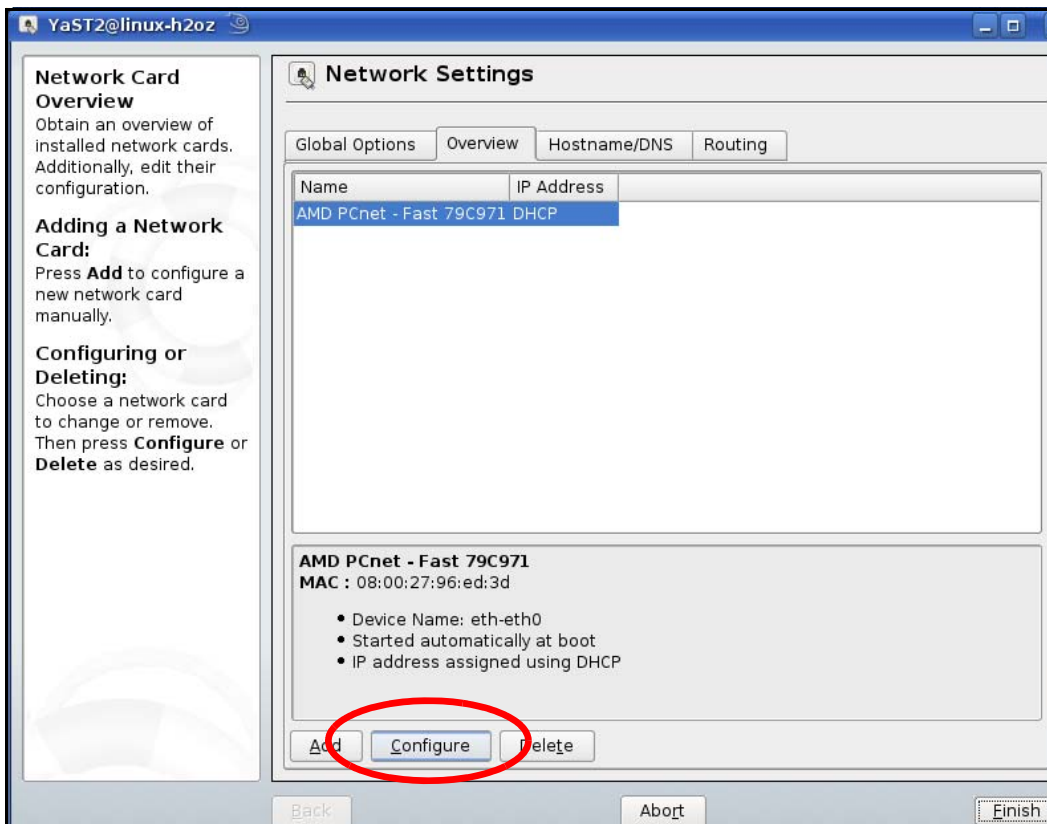 YaST2@linux-h2oz
Network Card
Overview
Obtain an overview of
installed network cards.
Additionally, edit their
configuration.
Adding a Network
Card:
Press Add to configure a
new network card
manually.
Configuring or
Deleting:
Choose a network card
to change or remove.
Then press Configure or
Delete as desired.
Network Settings
Global Options Overview Hostname/DNS Routing
Name IP Address
AMD PCnet - Fast 79C971 DHCP
AMD PCnet - Fast 79C971
MAC : 08:00:27:96:ed:3d
• Device Name: eth-eth0
• Started automatically at boot
• IP address assigned using DHCP
Add Configure Delete
Back Abort Finish